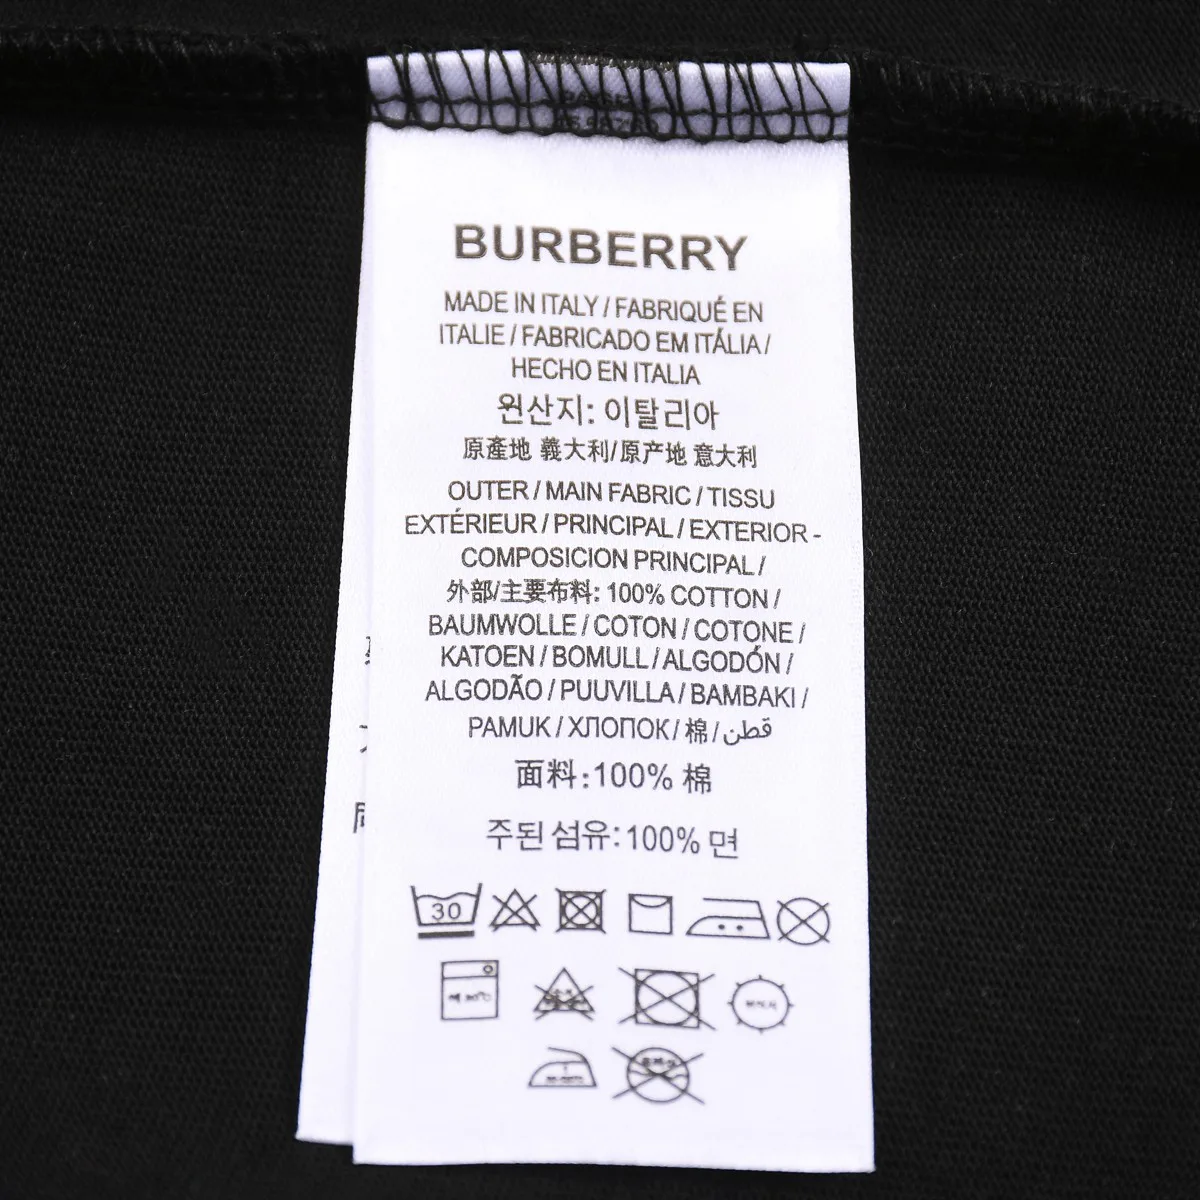 BURBERRY
MADE IN ITALY / FABRIQUÉ EN
ITALIE / FABRICADO EM ITÁLIA /
HECHO EN ITALIA
원산지: 이탈리아
原產地 義大利/原产地 意大利
OUTER / MAIN FABRIC / TISSU
EXTÉRIEUR / PRINCIPAL / EXTERIOR -
COMPOSICION PRINCIPAL /
外部/主要布料: 100% COTTON /
BAUMWOLLE / COTON / COTONE /
KATOEN / BOMULL / ALGODÓN /
ALGODÃO / PUUVILLA / BAMBAKI /
PAMUK / ХЛОПОК / 棉 / قطن
面料:100% 棉
주된 섬유:100% 면
30